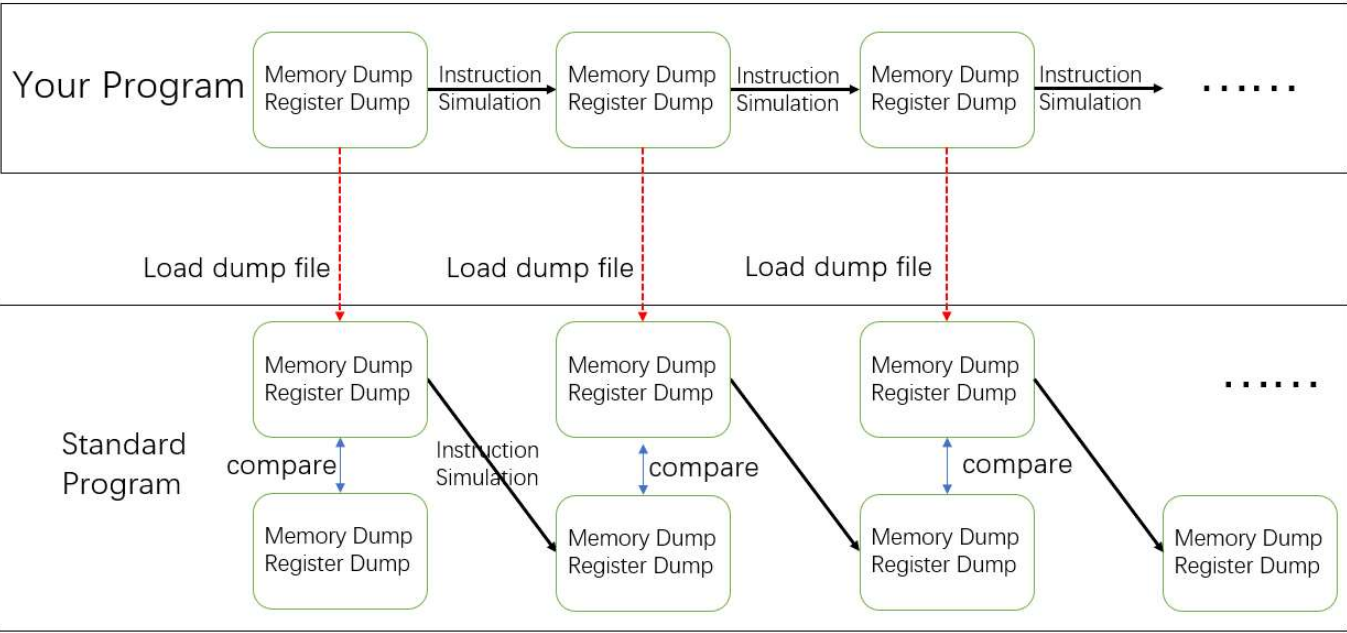 Your Program
Memory Dump
Register Dump
Instruction
Simulation
Memory Dump
Register Dump
Instruction
Simulation
Memory Dump
Register Dump
Instruction
Simulation
......
Load dump file
Load dump file
Load dump file
Standard
Program
Memory Dump
Register Dump
Memory Dump
Register Dump
Memory Dump
Register Dump
......
compare
Instruction
Simulation
compare
compare
Memory Dump
Register Dump
Memory Dump
Register Dump
Memory Dump
Register Dump
Memory Dump
Register Dump